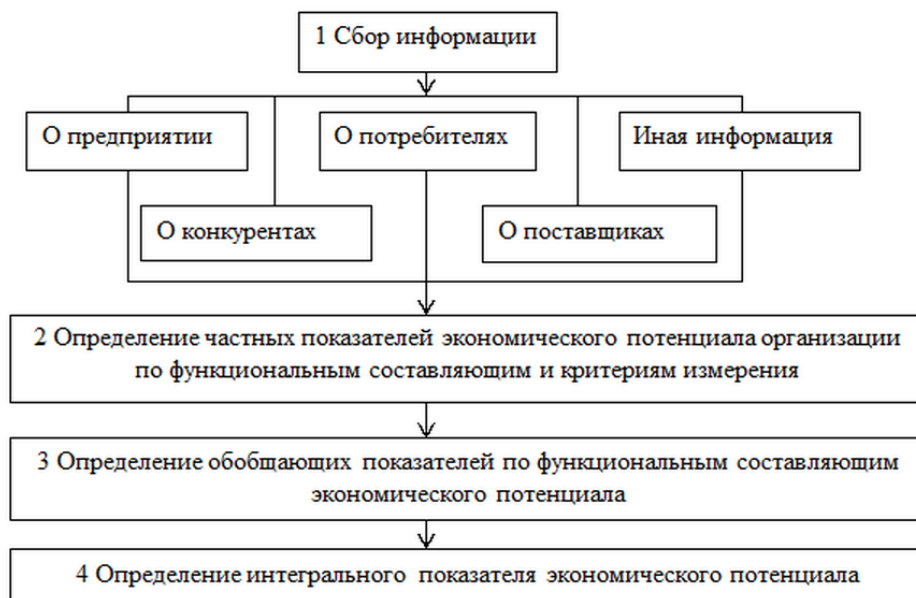 1 Сбор информации
О предприятии
О потребителях
Иная информация
О конкурентах
О поставщиках
2 Определение частных показателей экономического потенциала организации
по функциональным составляющим и критериям измерения
3 Определение обобщающих показателей по функциональным составляющим
экономического потенциала
4 Определение интегрального показателя экономического потенциала